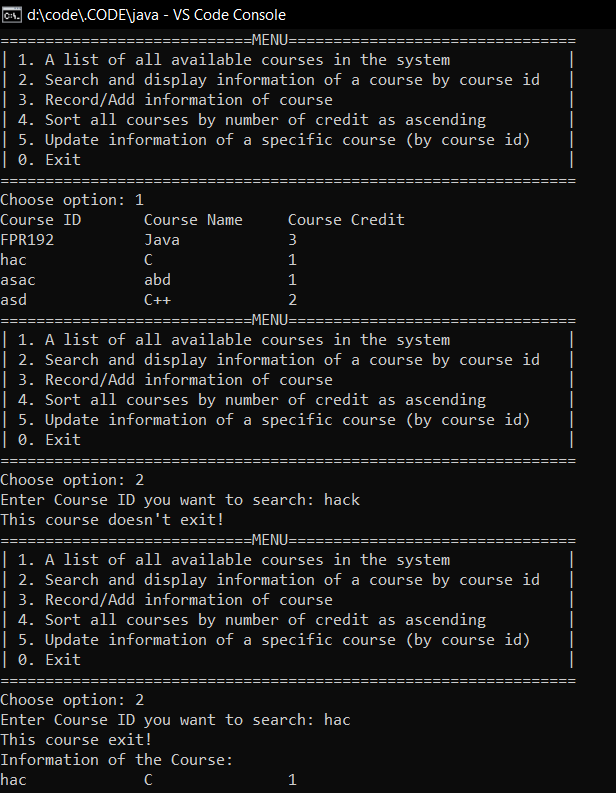 d:\code\.CODE\java - VS Code Console
============================MENU================================
| 1. A list of all available courses in the system             |
| 2. Search and display information of a course by course id   |
| 3. Record/Add information of course                          |
| 4. Sort all courses by number of credit as ascending         |
| 5. Update information of a specific course (by course id)    |
| 0. Exit                                                      |
================================================================
Choose option: 1
Course ID       Course Name     Course Credit
FPR192          Java            3
hac             C               1
asac            abd             1
asd             C++             2
============================MENU================================
| 1. A list of all available courses in the system             |
| 2. Search and display information of a course by course id   |
| 3. Record/Add information of course                          |
| 4. Sort all courses by number of credit as ascending         |
| 5. Update information of a specific course (by course id)    |
| 0. Exit                                                      |
================================================================
Choose option: 2
Enter Course ID you want to search: hack
This course doesn't exit!
============================MENU================================
| 1. A list of all available courses in the system             |
| 2. Search and display information of a course by course id   |
| 3. Record/Add information of course                          |
| 4. Sort all courses by number of credit as ascending         |
| 5. Update information of a specific course (by course id)    |
| 0. Exit                                                      |
================================================================
Choose option: 2
Enter Course ID you want to search: hac
This course exit!
Information of the Course:
hac             C               1